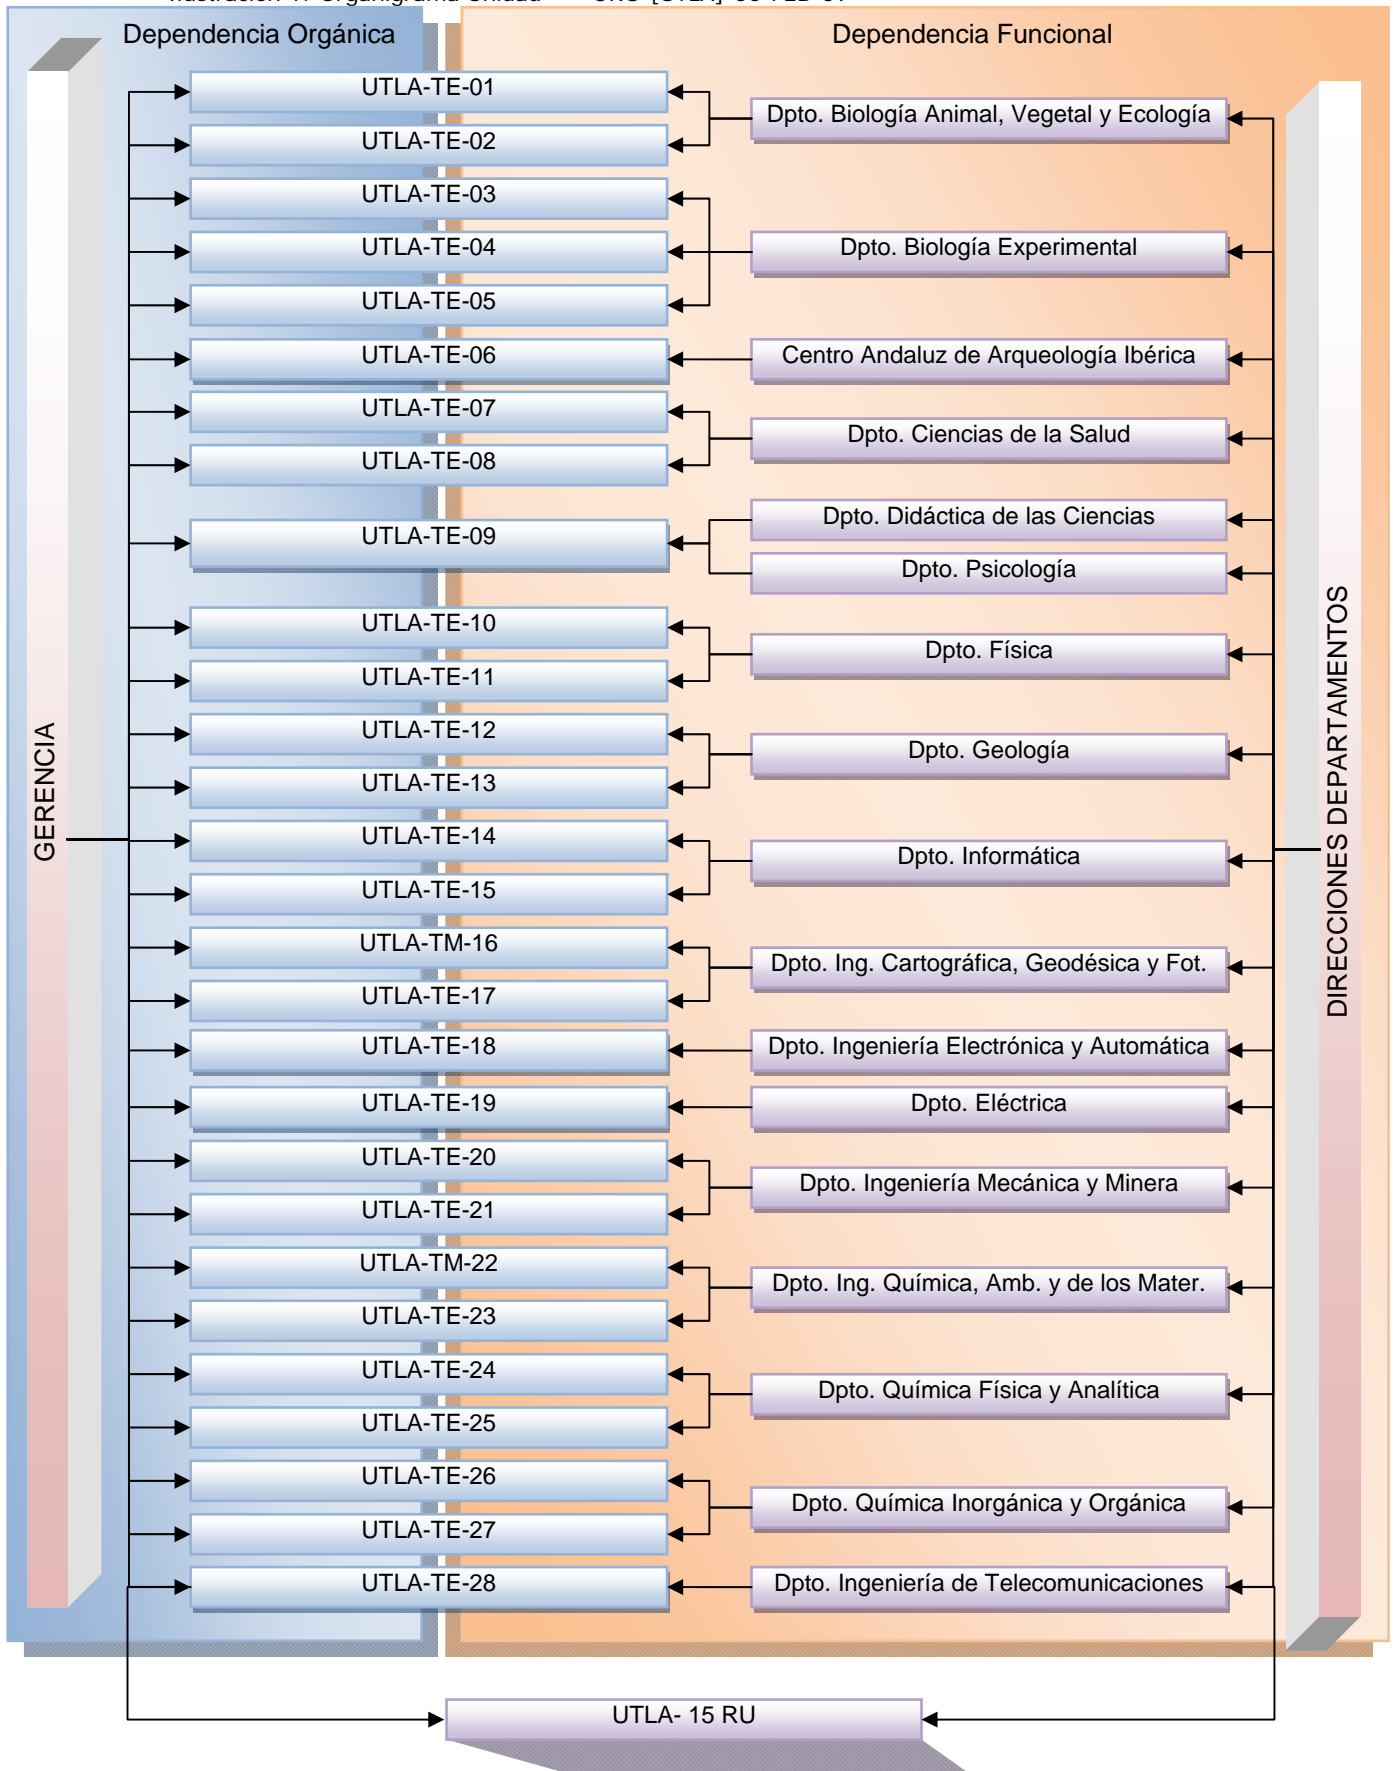 Dependencia Orgánica
Dependencia Funcional
GERENCIA
UTLA-TE-01
UTLA-TE-02
UTLA-TE-03
UTLA-TE-04
UTLA-TE-05
UTLA-TE-06
UTLA-TE-07
UTLA-TE-08
UTLA-TE-09
UTLA-TE-10
UTLA-TE-11
UTLA-TE-12
UTLA-TE-13
UTLA-TE-14
UTLA-TE-15
UTLA-TM-16
UTLA-TE-17
UTLA-TE-18
UTLA-TE-19
UTLA-TE-20
UTLA-TE-21
UTLA-TM-22
UTLA-TE-23
UTLA-TE-24
UTLA-TE-25
UTLA-TE-26
UTLA-TE-27
UTLA-TE-28
Dpto. Biología Animal, Vegetal y Ecología
Dpto. Biología Experimental
Centro Andaluz de Arqueología Ibérica
Dpto. Ciencias de la Salud
Dpto. Didáctica de las Ciencias
Dpto. Psicología
Dpto. Física
Dpto. Geología
Dpto. Informática
Dpto. Ing. Cartográfica, Geodésica y Fot.
Dpto. Ingeniería Electrónica y Automática
Dpto. Eléctrica
Dpto. Ingeniería Mecánica y Minera
Dpto. Ing. Química, Amb. y de los Mater.
Dpto. Química Física y Analítica
Dpto. Química Inorgánica y Orgánica
Dpto. Ingeniería de Telecomunicaciones
DIRECCIONES DEPARTAMENTOS
UTLA- 15 RU